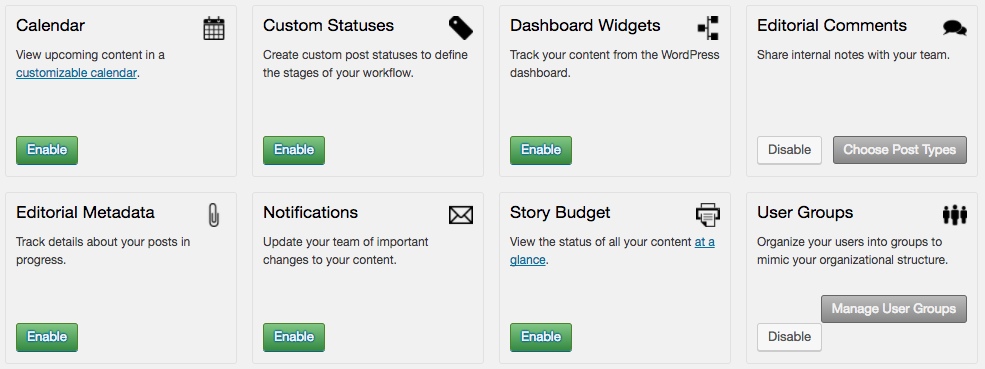 Calendar
View upcoming content in a
customizable calendar.
Enable
Custom Statuses
Create custom post statuses to define
the stages of your workflow.
Enable
Dashboard Widgets
Track your content from the WordPress
dashboard.
Enable
Editorial Comments
Share internal notes with your team.
Disable
Choose Post Types
Editorial Metadata
Track details about your posts in
progress.
Enable
Notifications
Update your team of important
changes to your content.
Enable
Story Budget
View the status of all your content at a
glance.
Enable
User Groups
Organize your users into groups to
mimic your organizational structure.
Manage User Groups
Disable